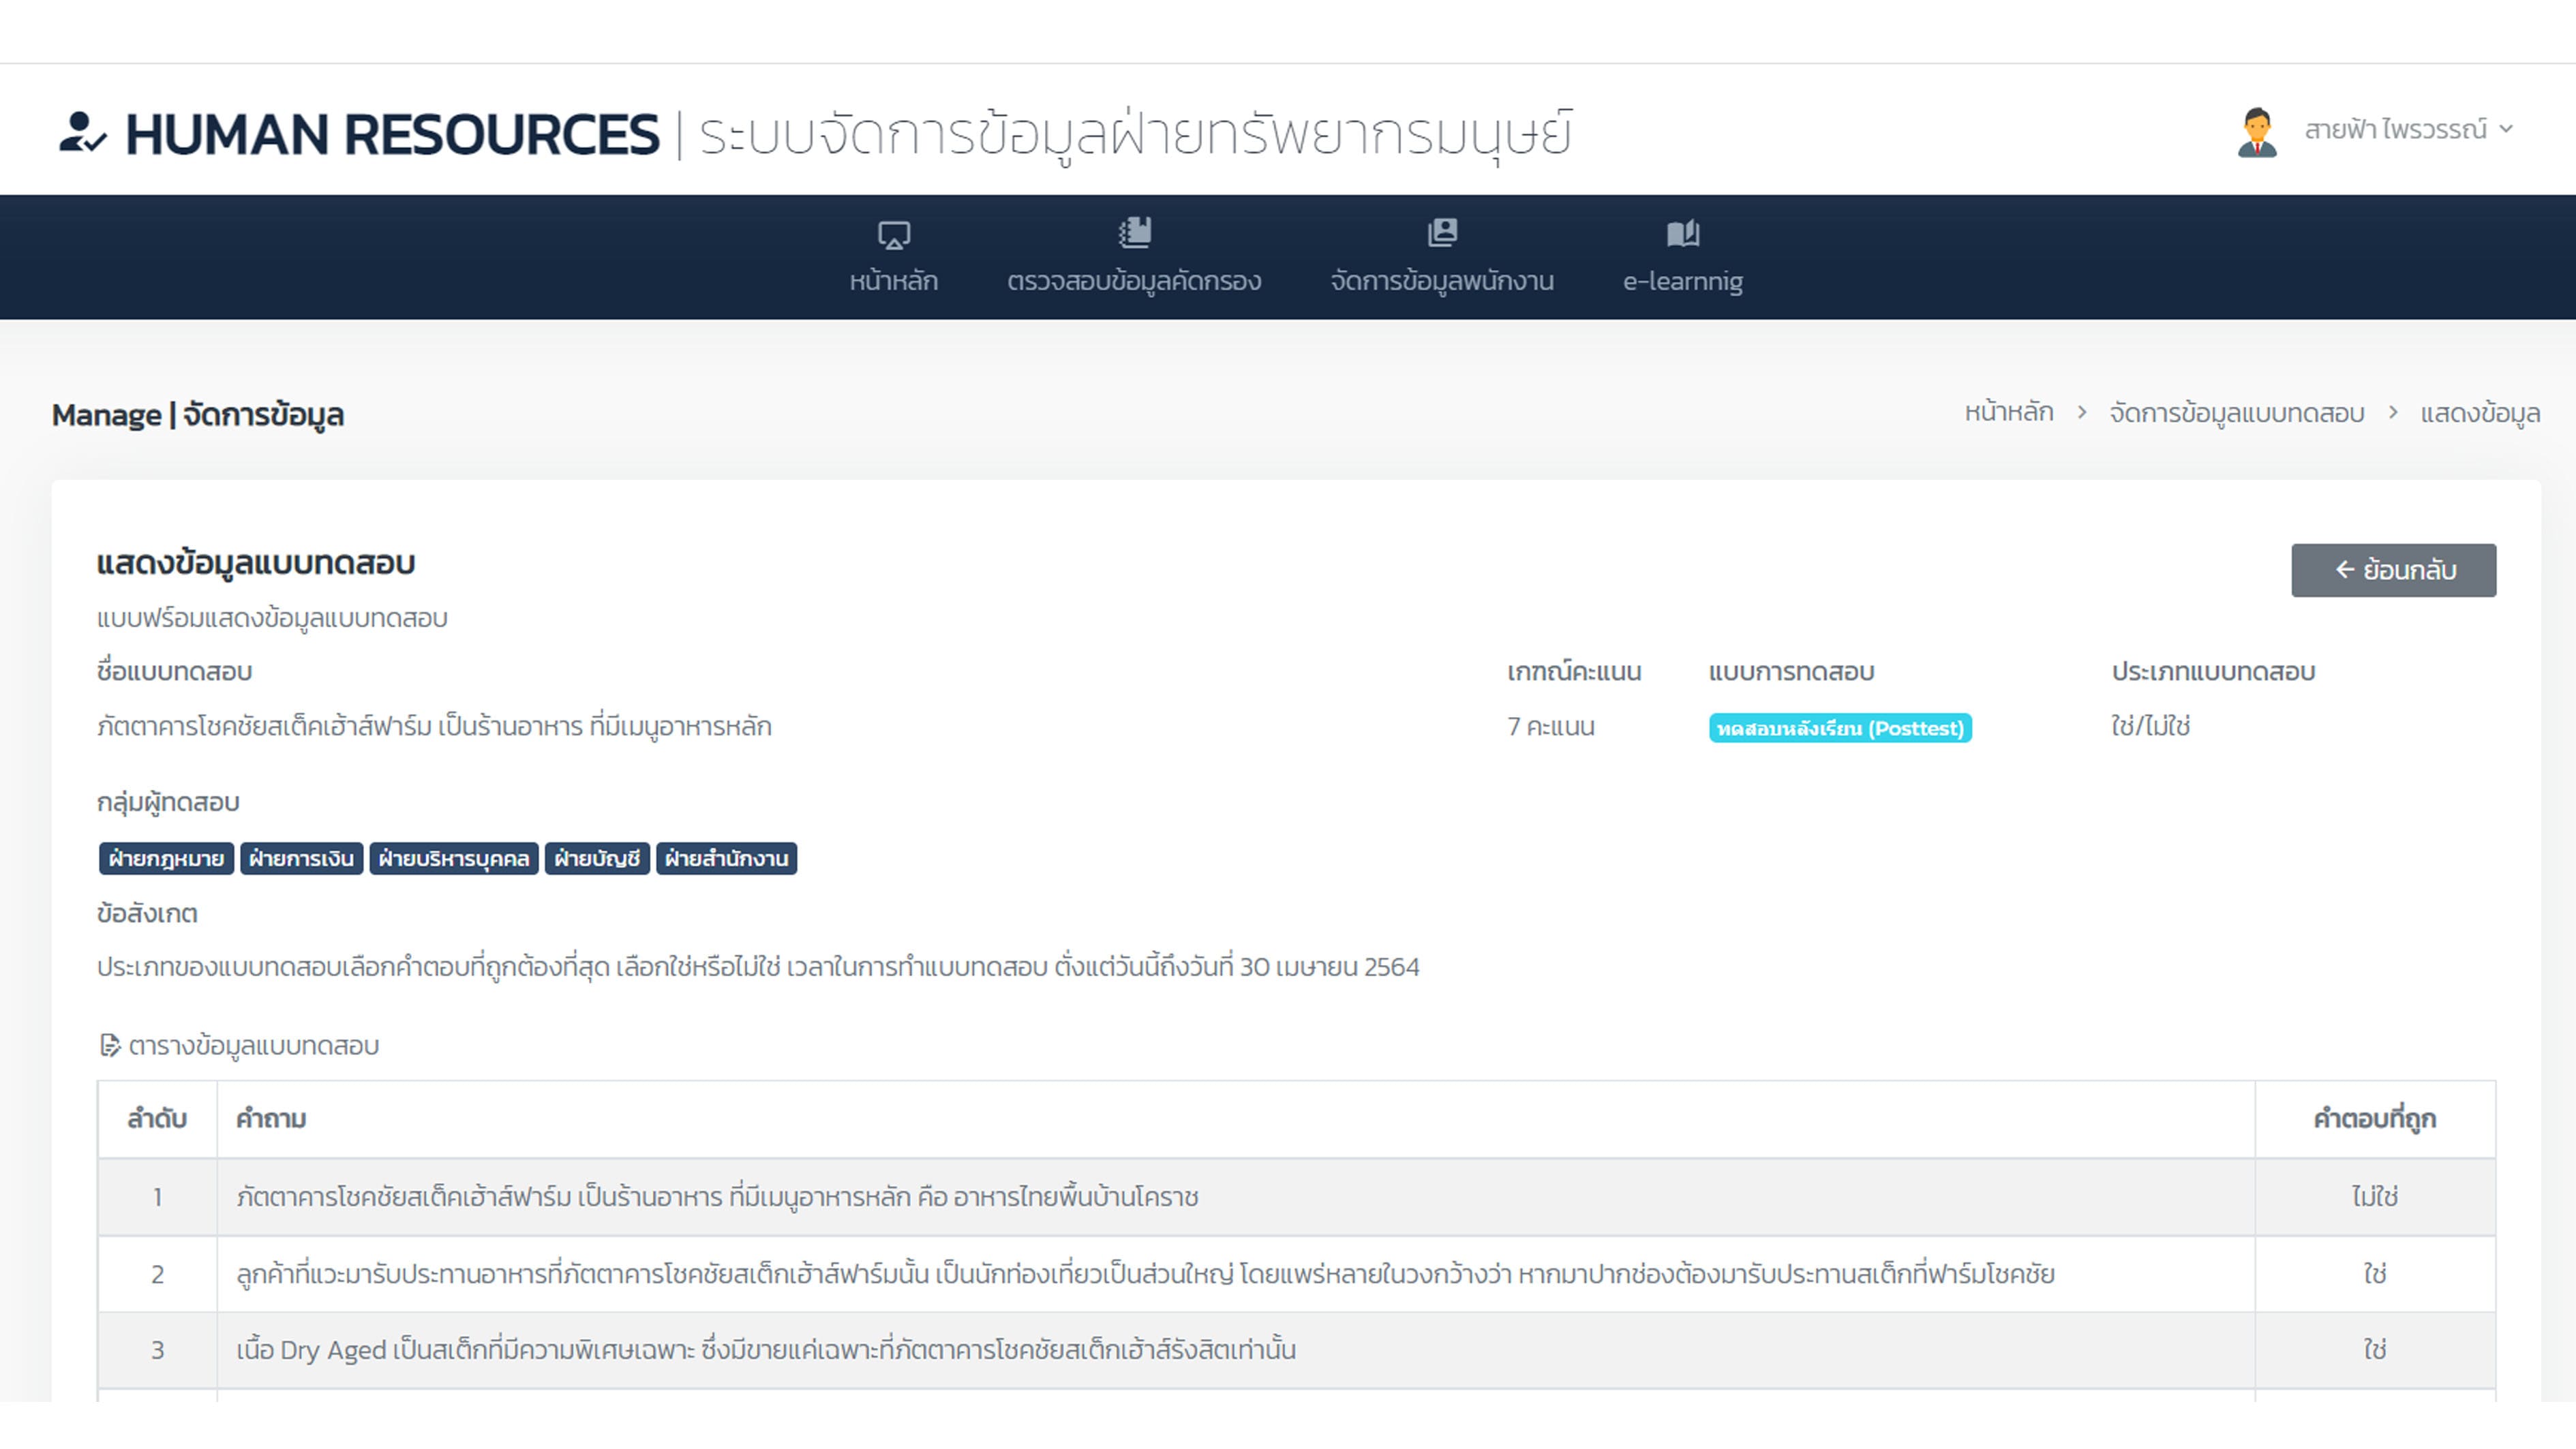 HUMAN RESOURCES | ระบบจัดการข้อมูลฝ่ายทรัพยากรมนุษย์
สายฟ้า ไพรวรรณ์
หน้าหลัก
ตรวจสอบข้อมูลคัดกรอง
จัดการข้อมูลพนักงาน
e-learnnig
Manage | จัดการข้อมูล
หน้าหลัก > จัดการข้อมูลแบบทดสอบ > แสดงข้อมูล
แสดงข้อมูลแบบทดสอบ
← ย้อนกลับ
แบบฟร์อมแสดงข้อมูลแบบทดสอบ
ชื่อแบบทดสอบ
เกฑณ์คะแนน
แบบการทดสอบ
ประเภทแบบทดสอบ
ภัตตาคารโชคชัยสเต็คเฮ้าส์ฟาร์ม เป็นร้านอาหาร ที่มีเมนูอาหารหลัก
7 คะแนน
ทดสอบหลังเรียน (Posttest)
ใช่/ไม่ใช่
กลุ่มผู้ทดสอบ
ฝ่ายกฎหมาย ฝ่ายการเงิน ฝ่ายบริหารบุคคล ฝ่ายบัญชี ฝ่ายสำนักงาน
ข้อสังเกต
ประเภทของแบบทดสอบเลือกคำตอบที่ถูกต้องที่สุด เลือกใช่หรือไม่ใช่ เวลาในการทำแบบทดสอบ ตั่งแต่วันนี้ถึงวันที่ 30 เมษายน 2564
ตารางข้อมูลแบบทดสอบ
ลำดับ คำถาม คำตอบที่ถูก
1 ภัตตาคารโชคชัยสเต็คเฮ้าส์ฟาร์ม เป็นร้านอาหาร ที่มีเมนูอาหารหลัก คือ อาหารไทยพื้นบ้านโคราช ไม่ใช่
2 ลูกค้าที่แวะมารับประทานอาหารที่ภัตตาคารโชคชัยสเต็กเฮ้าส์ฟาร์มนั้น เป็นนักท่องเที่ยวเป็นส่วนใหญ่ โดยแพร่หลายในวงกว้างว่า หากมาปากช่องต้องมารับประทานสเต็กที่ฟาร์มโชคชัย ใช่
3 เนื้อ Dry Aged เป็นสเต็กที่มีความพิเศษเฉพาะ ซึ่งมีขายแค่เฉพาะที่ภัตตาคารโชคชัยสเต็กเฮ้าส์รังสิตเท่านั้น ใช่